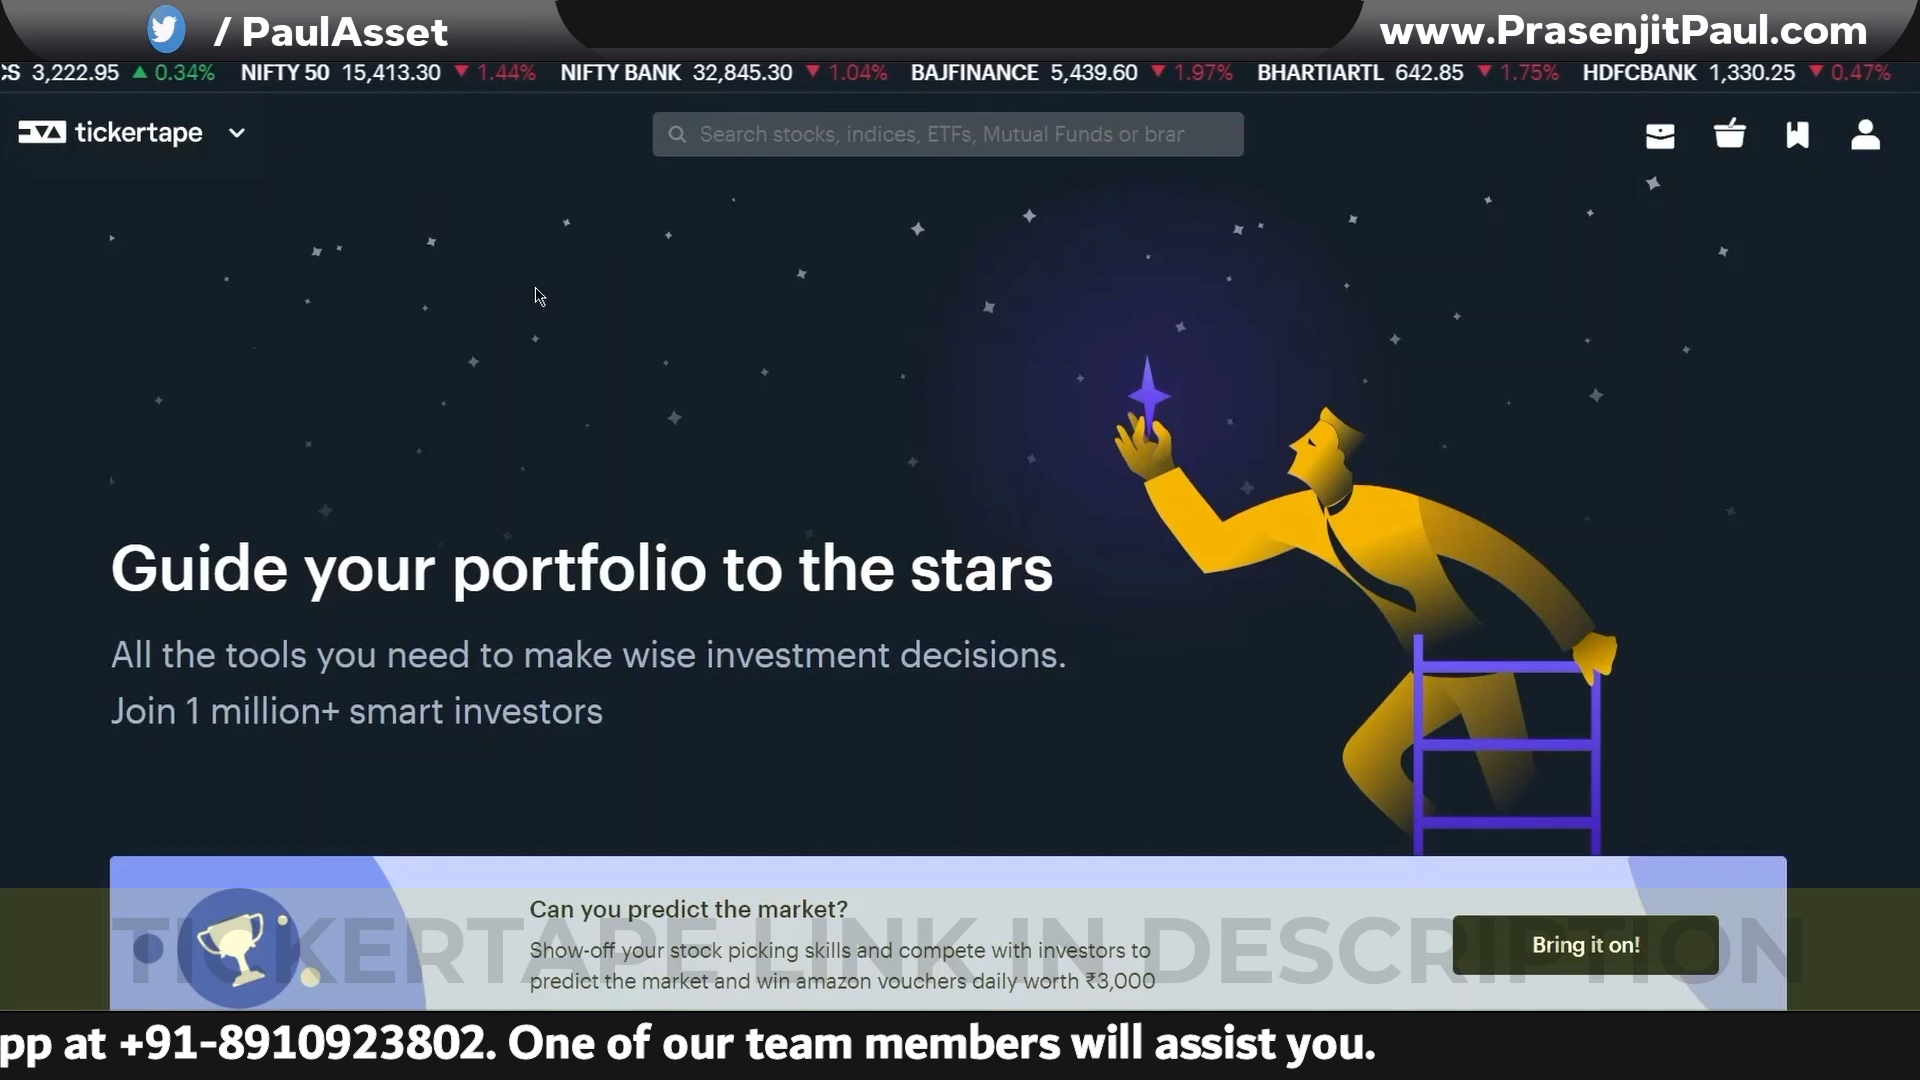 / PaulAsset
www.PrasenjitPaul.com
CS 3,222.95 ▲ 0.34% NIFTY 50 15,413.30 ▼ 1.44% NIFTY BANK 32,845.30 ▼ 1.04% BAJFINANCE 5,439.60 ▼ 1.97% BHARTIARTL 642.85 ▼ 1.75% HDFCBANK 1,330.25 ▼ 0.47%
tickertape
Search stocks, indices, ETFs, Mutual Funds or brar
Guide your portfolio to the stars
All the tools you need to make wise investment decisions.
Join 1 million+ smart investors
Can you predict the market?
Show-off your stock picking skills and compete with investors to
predict the market and win amazon vouchers daily worth ₹3,000
Bring it on!
TICKERTAPE LINK IN DESCRIPTION
pp at +91-8910923802. One of our team members will assist you.